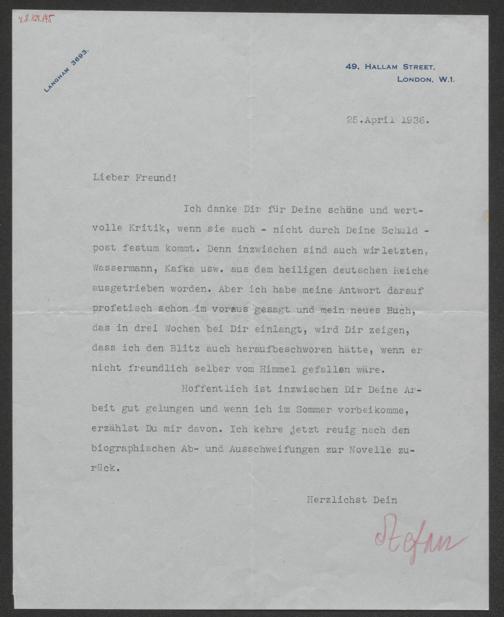 LANGHAM 3693.
49, HALLAM STREET,
LONDON, W.1.
25.April 1936.
Lieber Freund!
Ich danke Dir für Deine schöne und wert-
volle Kritik, wenn sie auch - nicht durch Deine Schuld -
post festum kommt. Denn inzwischen sind auch wir letzten,
Wassermann, Kafka usw. aus dem heiligen deutschen Reiche
ausgetrieben worden. Aber ich habe meine Antwort darauf
profetisch schon im voraus gesagt und mein neues Buch,
das in drei Wochen bei Dir einlangt, wird Dir zeigen,
dass ich den Blitz auch heraufbeschworen hätte, wenn er
nicht freundlich selber vom Himmel gefallen wäre.
Hoffentlich ist inzwischen Dir Deine Ar-
beit gut gelungen und wenn ich im Sommer vorbeikomme,
erzählst Du mir davon. Ich kehre jetzt reuig nach den
biographischen Ab- und Ausschweifungen zur Novelle zu-
rück.
Herzlichst Dein
Stefan